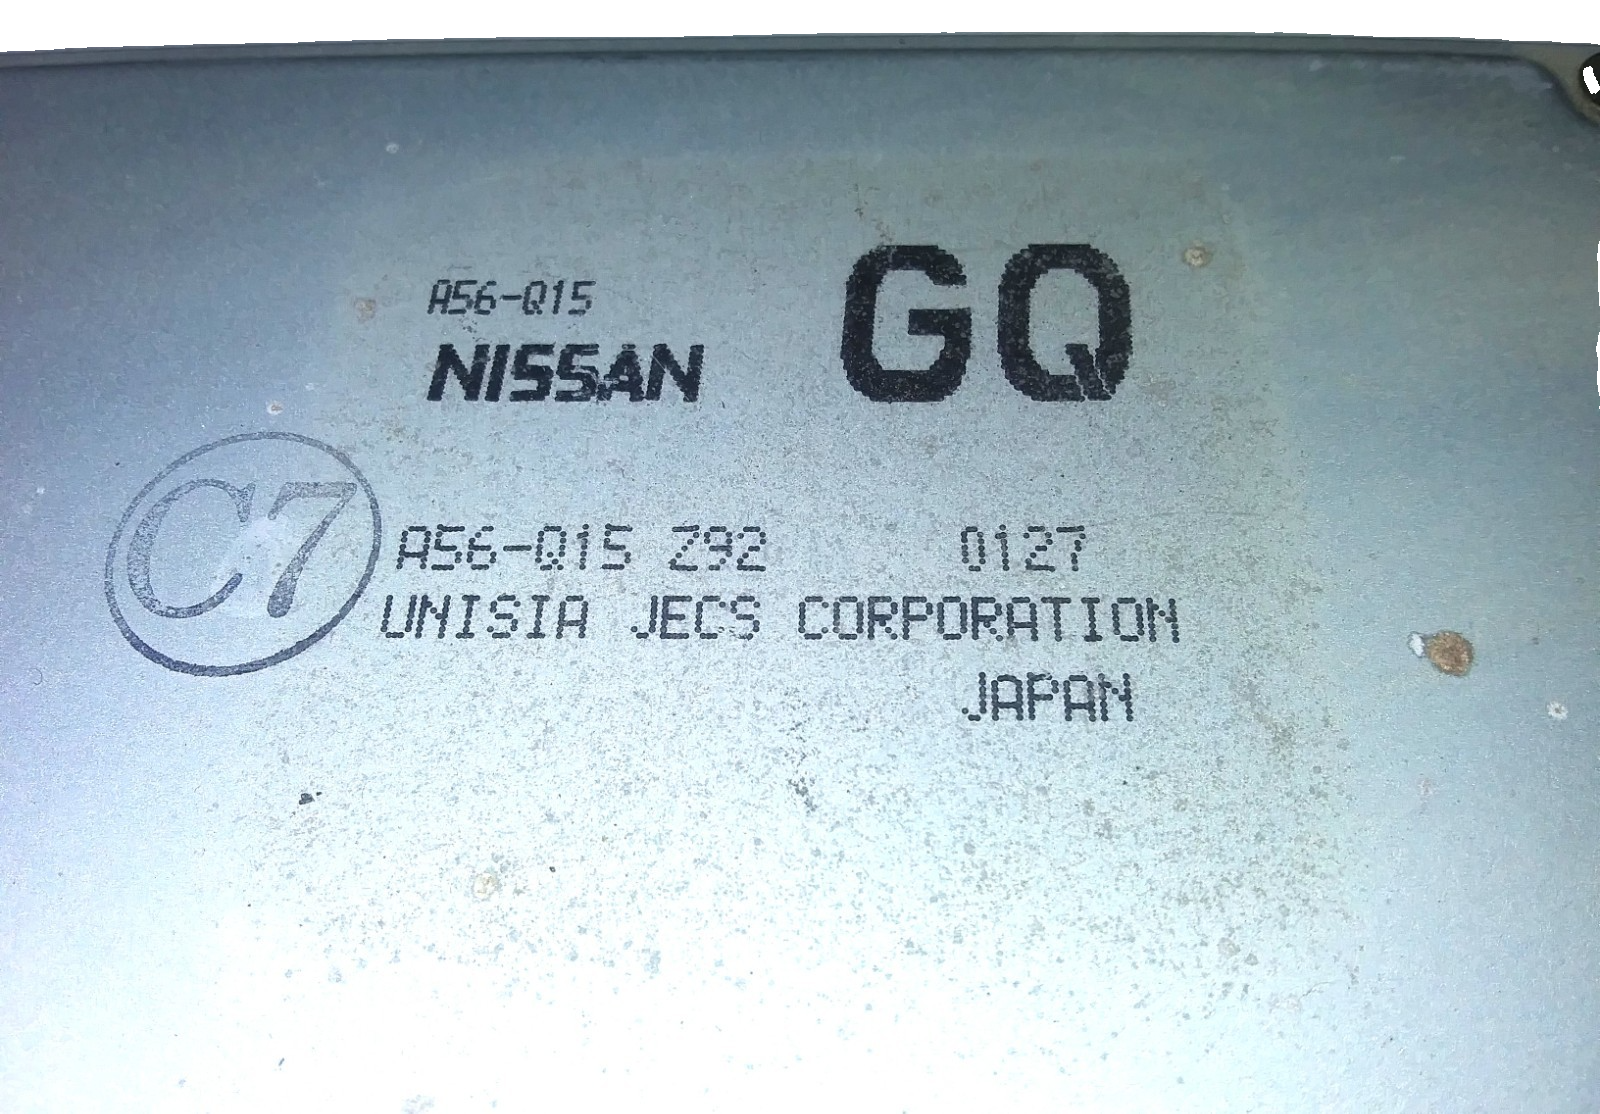 A56-Q15
NISSAN
GQ
C7
A56-Q15 Z92 0127
UNISIA JECS CORPORATION
JAPAN